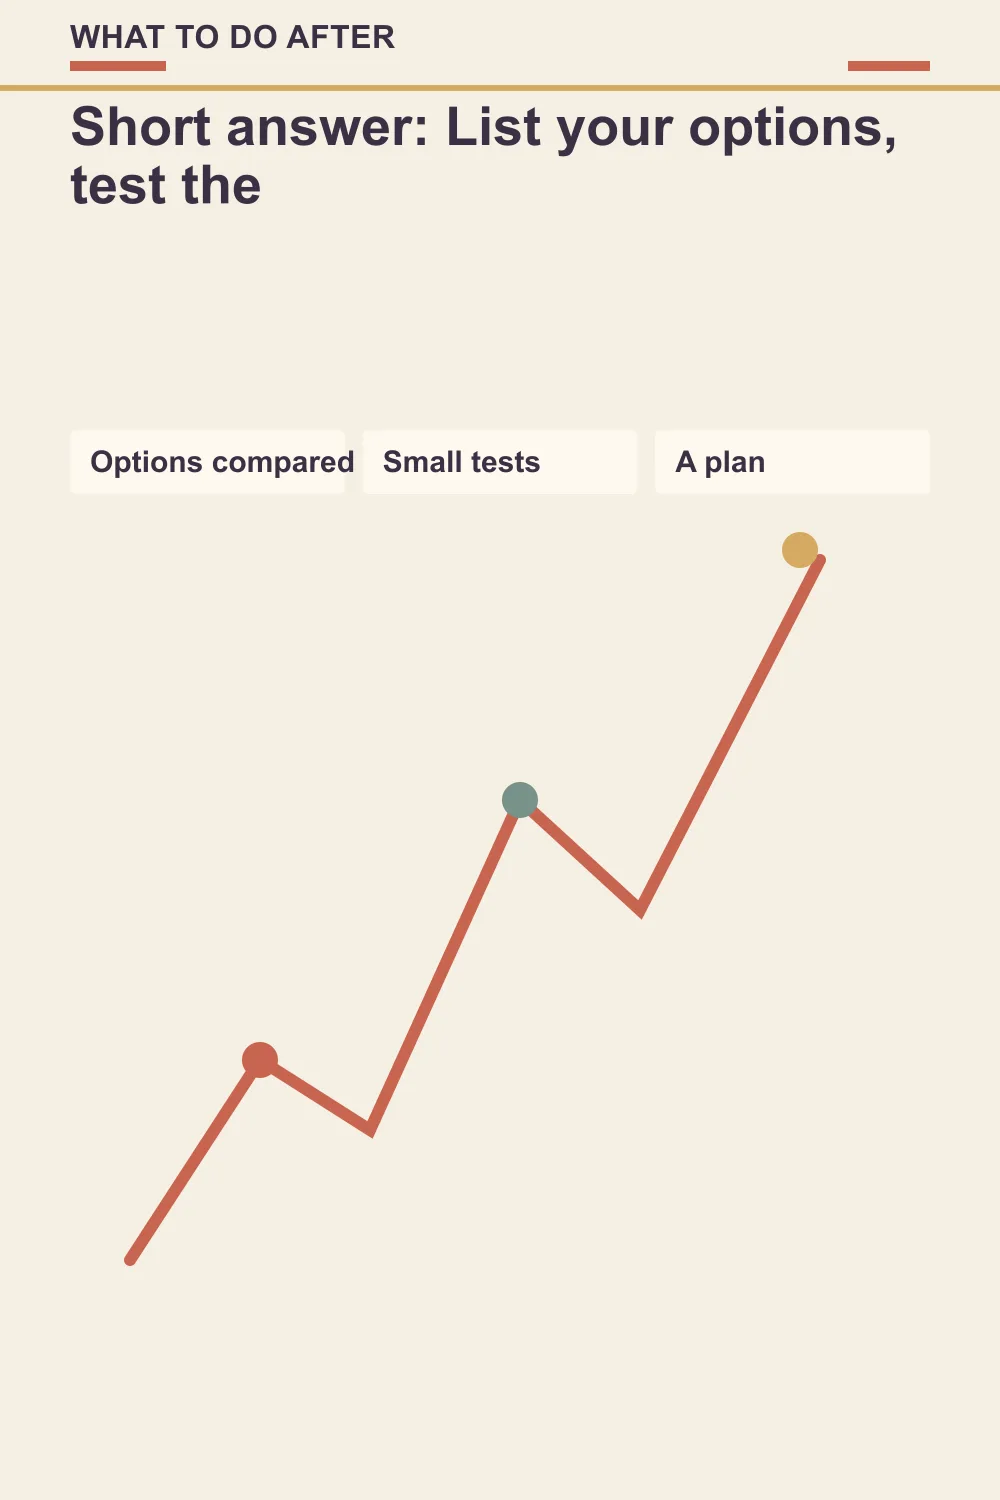 WHAT TO DO AFTER
Short answer: List your options,
test the
Options compared
Small tests
A plan